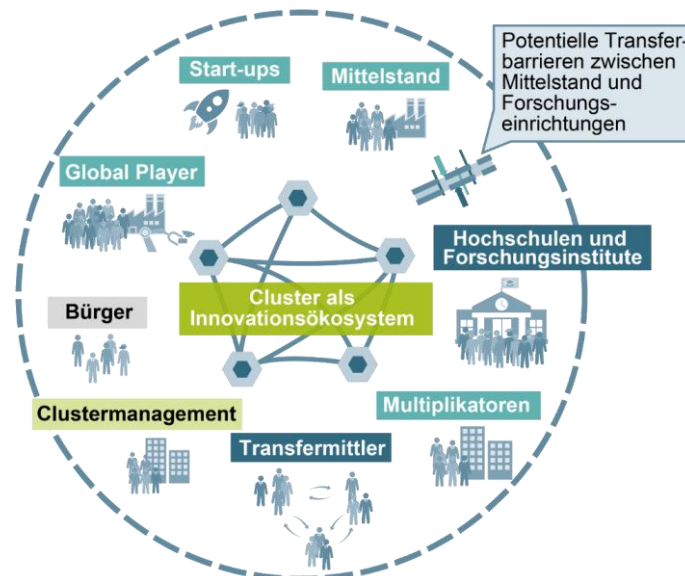 Start-ups
Mittelstand
Potentielle Transfer-
barrieren zwischen
Mittelstand und
Forschungs-
einrichtungen
Global Player
Hochschulen und
Forschungsinstitute
Cluster als
Innovationsökosystem
Bürger
Clustermanagement
Multiplikatoren
Transfermittler